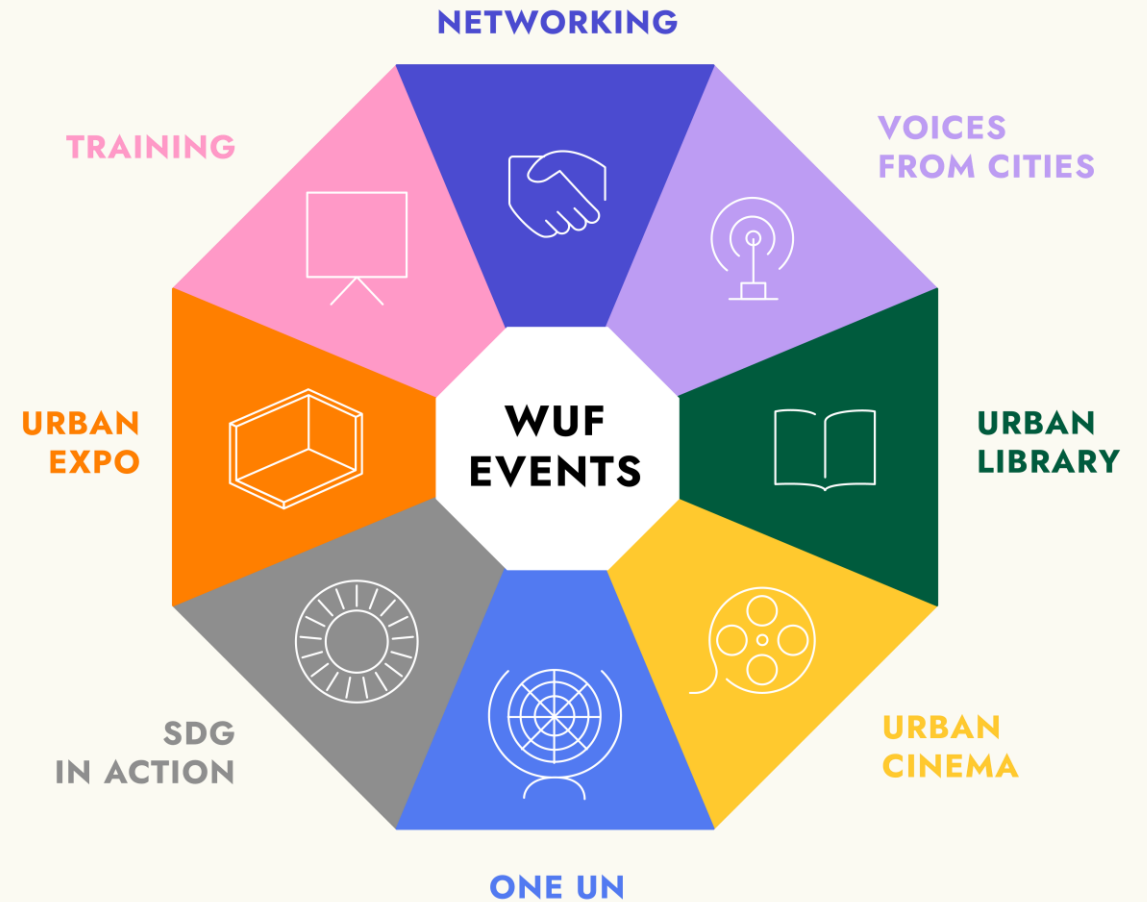 NETWORKING
VOICES
FROM CITIES
TRAINING
URBAN
EXPO
WUF
EVENTS
URBAN
LIBRARY
SDG
IN ACTION
URBAN
CINEMA
ONE UN